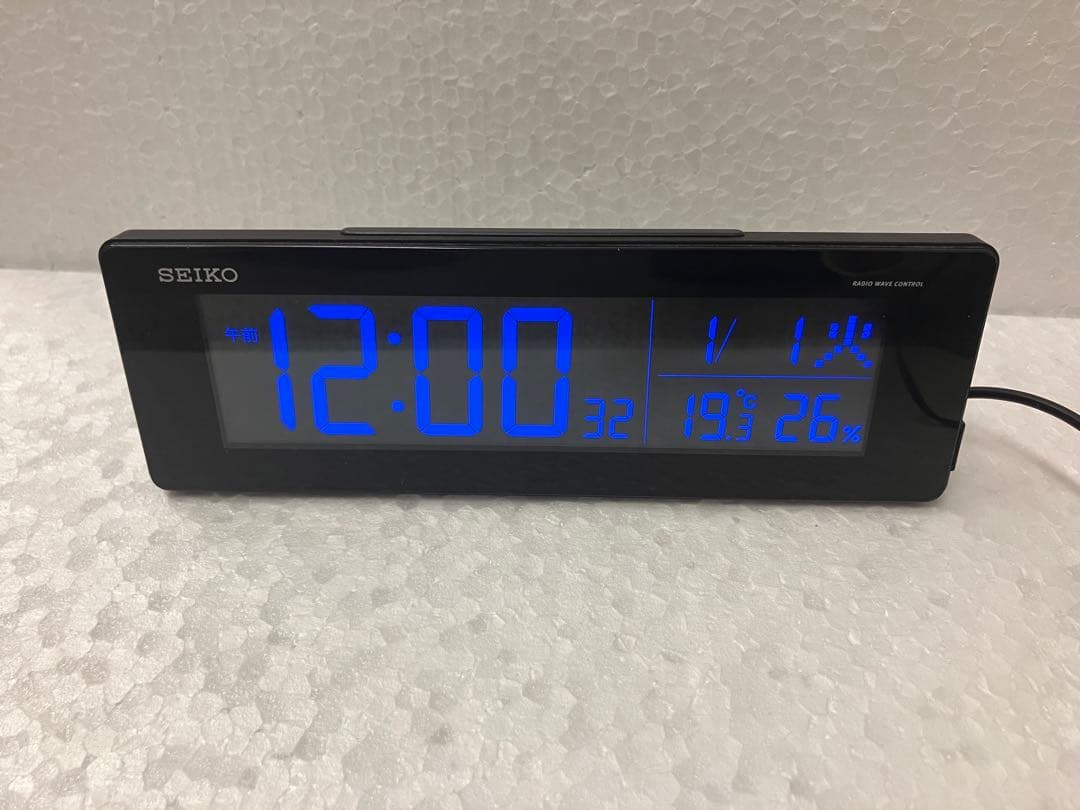 SEIKO
RADIO WAVE CONTROL
午前 12:00 32
1/ 1 火
19.3 °C 26 %